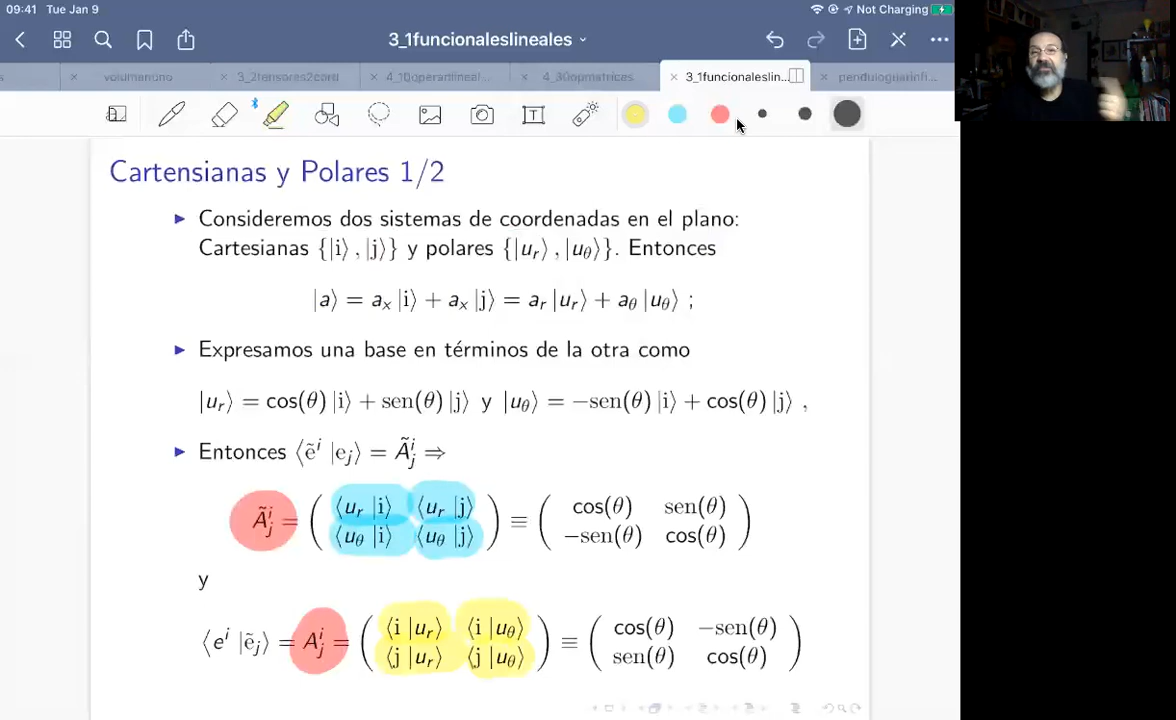 09:41 Tue Jan 9
Not Charging
3_1funcionaleslineales
volumanuno
3_2tensores2cord
4_10operanlineal...
4_30opmatrices
3_1funcionaleslin...
Cartensianas y Polares 1/2
Consideremos dos sistemas de coordenadas en el plano:
Cartesianas {|i⟩ , |j⟩} y polares {|u_r⟩ , |u_θ⟩}. Entonces
|a⟩ = a_x |i⟩ + a_x |j⟩ = a_r |u_r⟩ + a_θ |u_θ⟩ ;
Expresamos una base en términos de la otra como
|u_r⟩ = cos(θ) |i⟩ + sen(θ) |j⟩ y |u_θ⟩ = −sen(θ) |i⟩ + cos(θ) |j⟩ ,
Entonces ⟨ẽ^i |e_j⟩ = Ã^i_j ⇒
Ã^i_j = ( ⟨u_r |i⟩ ⟨u_r |j⟩ ) ≡ ( cos(θ) sen(θ) )
( ⟨u_θ |i⟩ ⟨u_θ |j⟩ ) ( −sen(θ) cos(θ) )
y
⟨e^i |ẽ_j⟩ = A^i_j = ( ⟨i |u_r⟩ ⟨i |u_θ⟩ ) ≡ ( cos(θ) −sen(θ) )
( ⟨j |u_r⟩ ⟨j |u_θ⟩ ) ( sen(θ) cos(θ) )